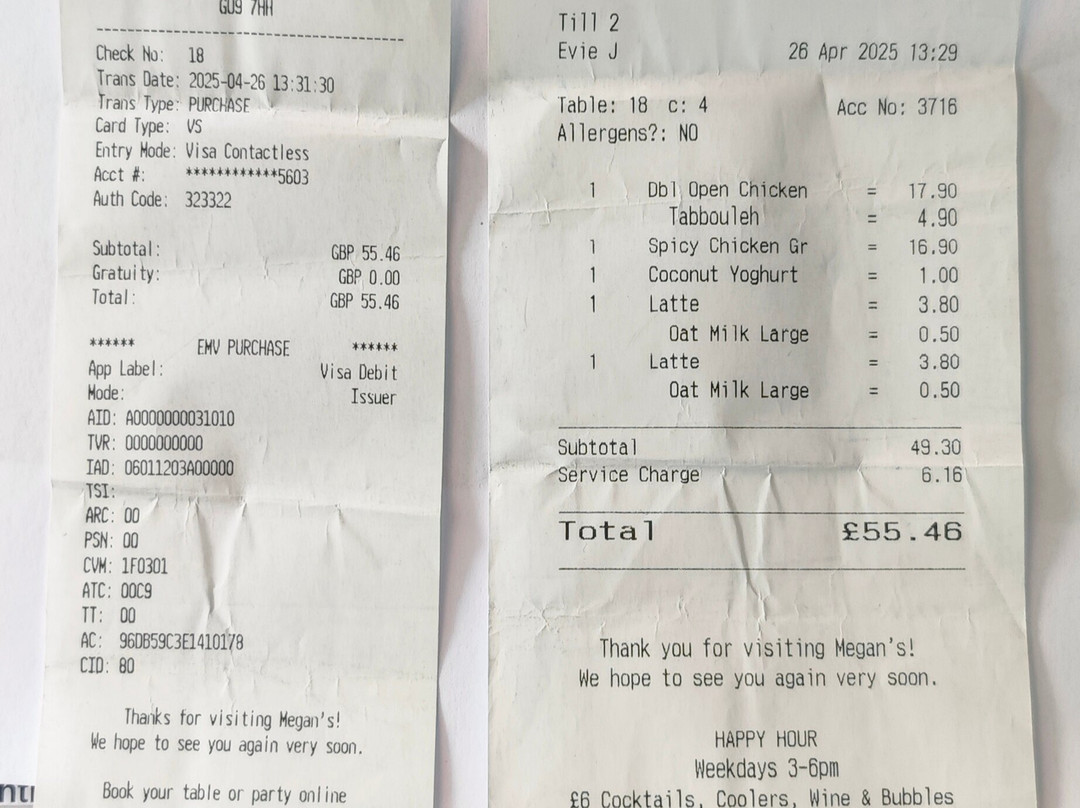 GU9 7HH
Check No: 18
Trans Date: 2025-04-26 13:31:30
Trans Type: PURCHASE
Card Type: VS
Entry Mode: Visa Contactless
Acct #: ************5603
Auth Code: 323322
Subtotal: GBP 55.46
Gratuity: GBP 0.00
Total: GBP 55.46
****** EMV PURCHASE ******
App Label: Visa Debit
Mode: Issuer
AID: A0000000031010
TVR: 0000000000
IAD: 06011203A00000
TSI:
ARC: 00
PSN: 00
CVM: 1F0301
ATC: 00C9
TT: 00
AC: 96DB59C3E1410178
CID: 80
Thanks for visiting Megan's!
We hope to see you again very soon.
Book your table or party online
Till 2
Evie J 26 Apr 2025 13:29
Table: 18 c: 4 Acc No: 3716
Allergens?: NO
1 Dbl Open Chicken = 17.90
Tabbouleh = 4.90
1 Spicy Chicken Gr = 16.90
1 Coconut Yoghurt = 1.00
1 Latte = 3.80
Oat Milk Large = 0.50
1 Latte = 3.80
Oat Milk Large = 0.50
Subtotal 49.30
Service Charge 6.16
Total £55.46
Thank you for visiting Megan's!
We hope to see you again very soon.
HAPPY HOUR
Weekdays 3-6pm
£6 Cocktails, Coolers, Wine & Bubbles